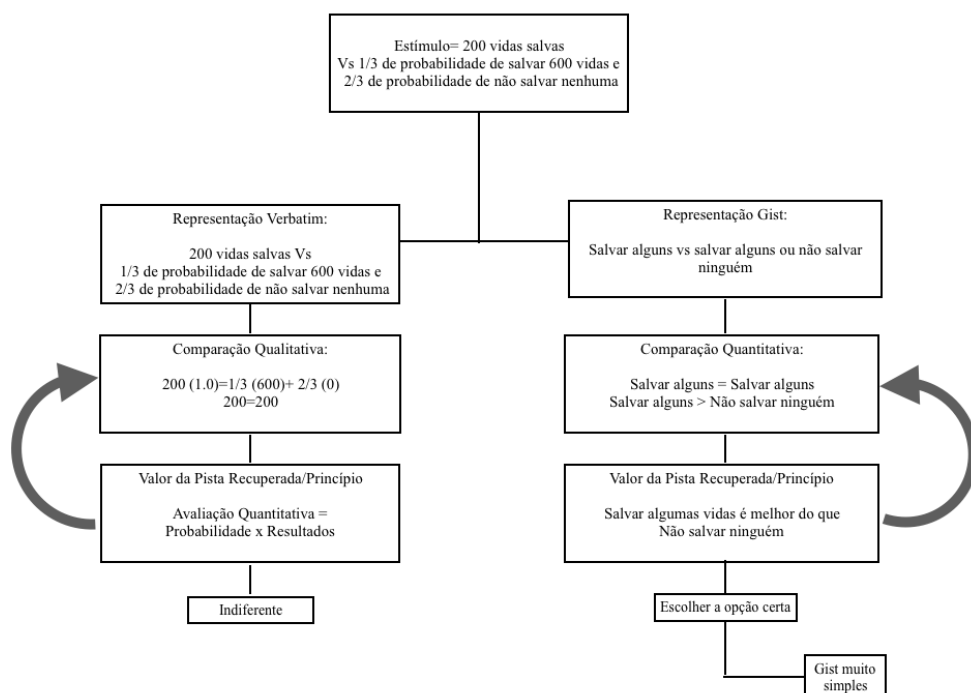 Estímulo= 200 vidas salvas
Vs 1/3 de probabilidade de salvar 600 vidas e
2/3 de probabilidade de não salvar nenhuma
Representação Verbatim:
200 vidas salvas Vs
1/3 de probabilidade de salvar 600 vidas e
2/3 de probabilidade de não salvar nenhuma
Comparação Qualitativa:
200 (1.0)=1/3 (600)+ 2/3 (0)
200=200
Valor da Pista Recuperada/Princípio
Avaliação Quantitativa =
Probabilidade x Resultados
Indiferente
Representação Gist:
Salvar alguns vs salvar alguns ou não salvar
ninguém
Comparação Quantitativa:
Salvar alguns = Salvar alguns
Salvar alguns > Não salvar ninguém
Valor da Pista Recuperada/Princípio
Salvar algumas vidas é melhor do que
Não salvar ninguém
Escolher a opção certa
Gist muito
simples